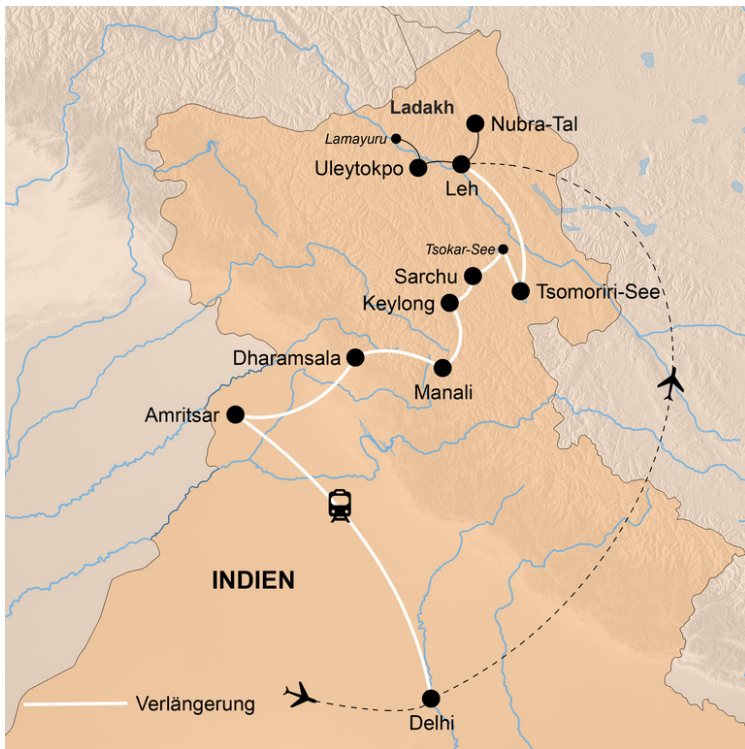 Ladakh
Nubra-Tal
Lamayuru
Uleytokpo
Leh
Tsokar-See
Sarchu
Tsomoriri-See
Keylong
Dharamsala
Manali
Amritsar
INDIEN
Verlängerung
Delhi